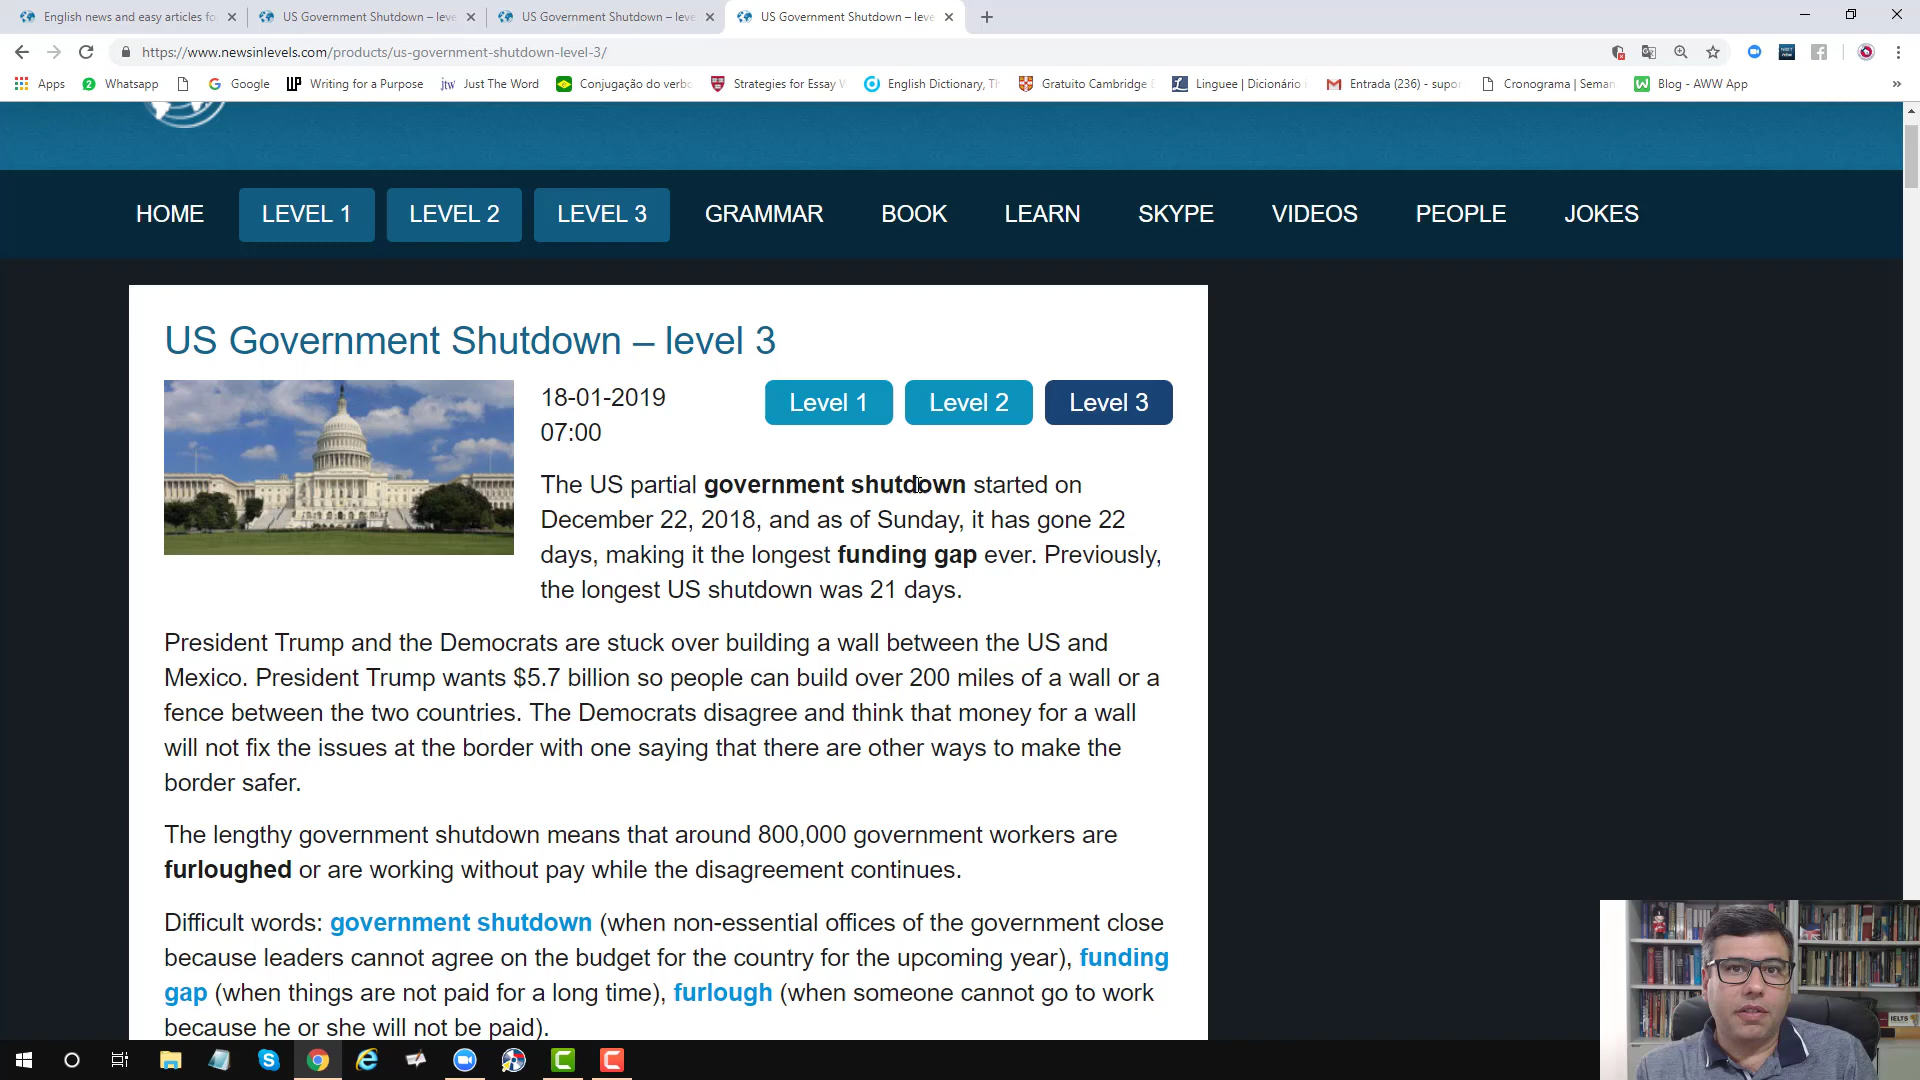 English news and easy articles fo
US Government Shutdown – leve
US Government Shutdown – leve
US Government Shutdown – leve
https://www.newsinlevels.com/products/us-government-shutdown-level-3/
Apps
Whatsapp
Google
Writing for a Purpose
Just The Word
Conjugação do verbo
Strategies for Essay W
English Dictionary, Th
Gratuito Cambridge E
Linguee | Dicionário i
Entrada (236) - supor
Cronograma | Seman
Blog - AWW App
HOME
LEVEL 1
LEVEL 2
LEVEL 3
GRAMMAR
BOOK
LEARN
SKYPE
VIDEOS
PEOPLE
JOKES
US Government Shutdown – level 3
18-01-2019
07:00
Level 1
Level 2
Level 3
The US partial government shutdown started on
December 22, 2018, and as of Sunday, it has gone 22
days, making it the longest funding gap ever. Previously,
the longest US shutdown was 21 days.
President Trump and the Democrats are stuck over building a wall between the US and
Mexico. President Trump wants $5.7 billion so people can build over 200 miles of a wall or a
fence between the two countries. The Democrats disagree and think that money for a wall
will not fix the issues at the border with one saying that there are other ways to make the
border safer.
The lengthy government shutdown means that around 800,000 government workers are
furloughed or are working without pay while the disagreement continues.
Difficult words: government shutdown (when non-essential offices of the government close
because leaders cannot agree on the budget for the country for the upcoming year), funding
gap (when things are not paid for a long time), furlough (when someone cannot go to work
because he or she will not be paid).
IELTS